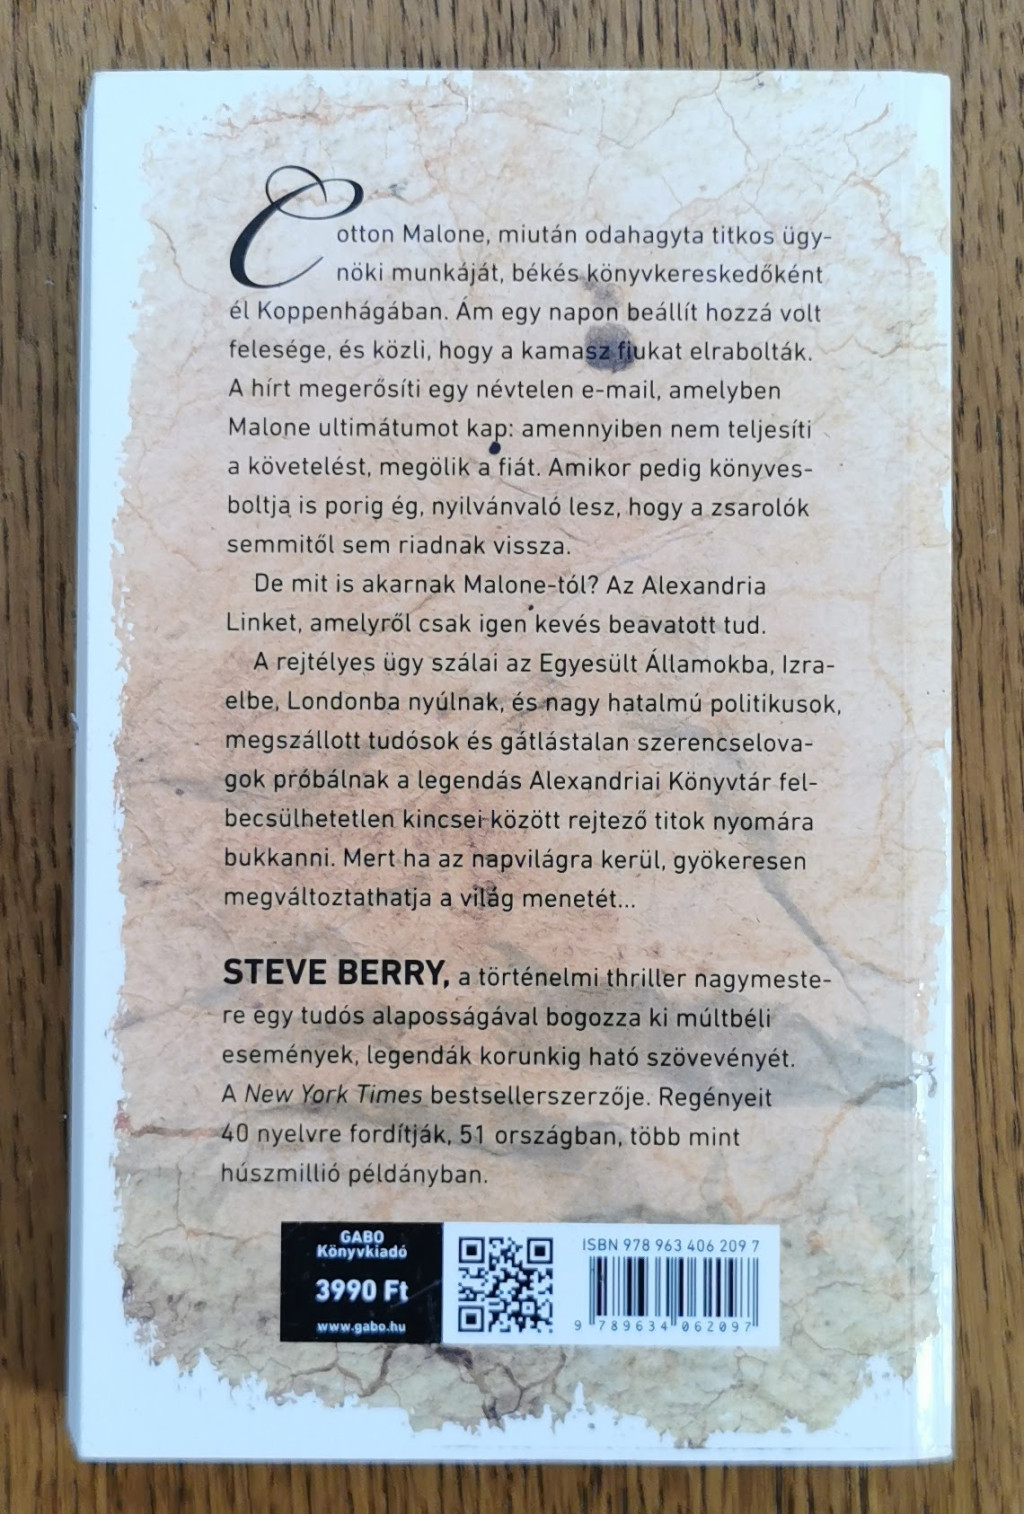 Cotton Malone, miután odahagyta titkos ügy-
nöki munkáját, békés könyvkereskedőként
él Koppenhágában. Ám egy napon beállít hozzá volt
felesége, és közli, hogy a kamasz fiukat elrabolták.
A hírt megerősíti egy névtelen e-mail, amelyben
Malone ultimátumot kap: amennyiben nem teljesíti
a követelést, megölik a fiát. Amikor pedig könyves-
boltja is porig ég, nyilvánvaló lesz, hogy a zsarolók
semmitől sem riadnak vissza.
De mit is akarnak Malone-tól? Az Alexandria
Linket, amelyről csak igen kevés beavatott tud.
A rejtélyes ügy szálai az Egyesült Államokba, Izra-
elbe, Londonba nyúlnak, és nagy hatalmú politikusok,
megszállott tudósok és gátlástalan szerencselova-
gok próbálnak a legendás Alexandriai Könyvtár fel-
becsülhetetlen kincsei között rejtező titok nyomára
bukkanni. Mert ha az napvilágra kerül, gyökeresen
megváltoztathatja a világ menetét...
STEVE BERRY, a történelmi thriller nagymeste-
re egy tudós alaposságával bogozza ki múltbéli
események, legendák korunkig ható szövevényét.
A New York Times bestsellerszerzője. Regényeit
40 nyelvre fordítják, 51 országban, több mint
húszmillió példányban.
GABO
Könyvkiadó
3990 Ft
www.gabo.hu
ISBN 978 963 406 209 7
9 789634 062097